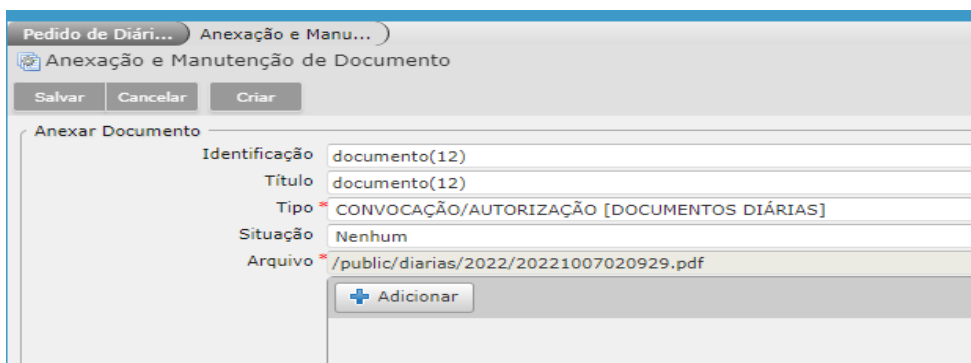 Pedido de Diári... Anexação e Manu...
Anexação e Manutenção de Documento
Salvar Cancelar Criar
Anexar Documento
Identificação documento(12)
Título documento(12)
Tipo * CONVOCAÇÃO/AUTORIZAÇÃO [DOCUMENTOS DIÁRIAS]
Situação Nenhum
Arquivo * /public/diarias/2022/20221007020929.pdf
Adicionar